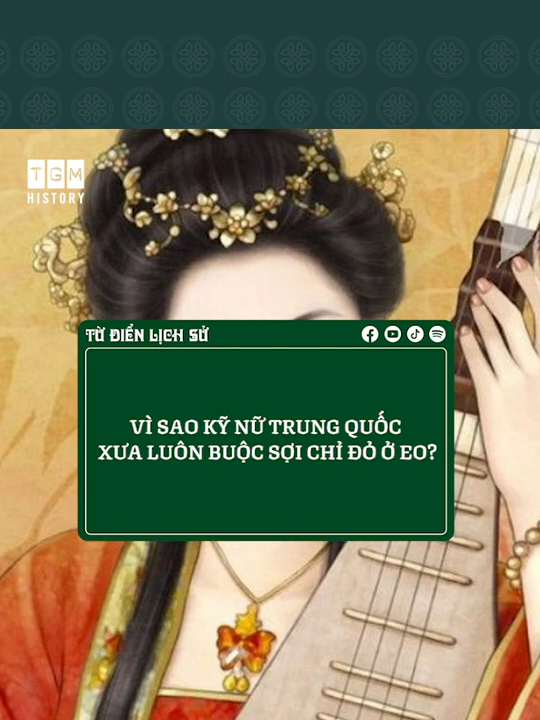 TGM
HISTORY
TỪ ĐIỂN LỊCH SỬ
VÌ SAO KỸ NỮ TRUNG QUỐC
XƯA LUÔN BUỘC SỢI CHỈ ĐỎ Ở EO?